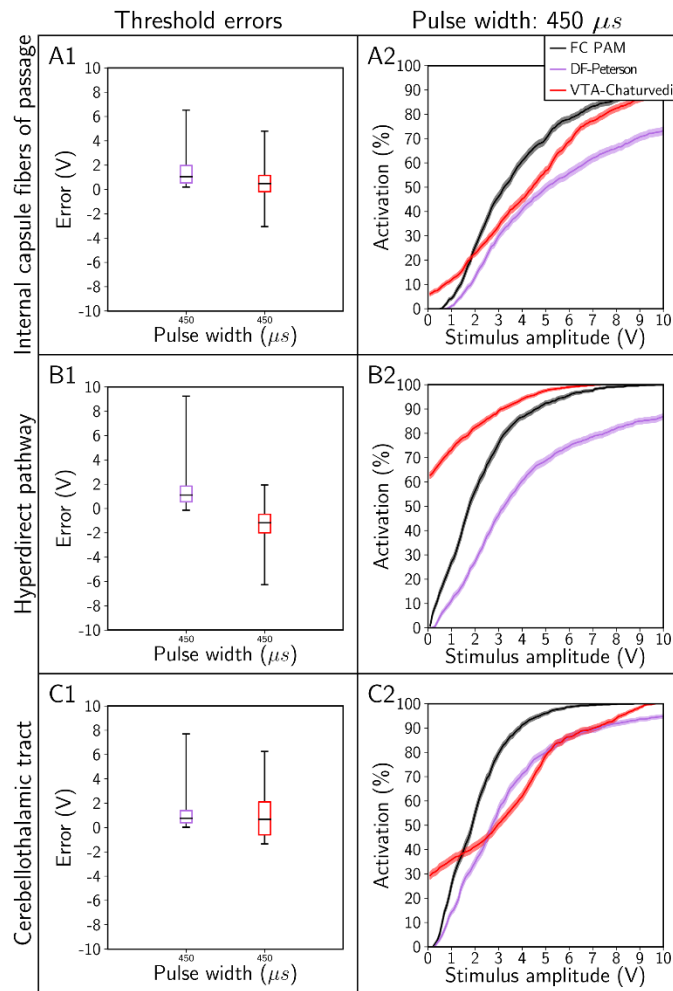 Threshold errors
Pulse width: 450 μs
Internal capsule fibers of passage
A1
10
8
6
4
2
0
-2
-4
-6
-8
-10
Error (V)
450
450
Pulse width (μs)
A2
FC PAM
DF-Peterson
VTA-Chaturvedi
100
90
80
70
60
50
40
30
20
10
0
Activation (%)
0 1 2 3 4 5 6 7 8 9 10
Stimulus amplitude (V)
Hyperdirect pathway
B1
10
8
6
4
2
0
-2
-4
-6
-8
-10
Error (V)
450
450
Pulse width (μs)
B2
100
90
80
70
60
50
40
30
20
10
0
Activation (%)
0 1 2 3 4 5 6 7 8 9 10
Stimulus amplitude (V)
Cerebellothalamic tract
C1
10
8
6
4
2
0
-2
-4
-6
-8
-10
Error (V)
450
450
Pulse width (μs)
C2
100
90
80
70
60
50
40
30
20
10
0
Activation (%)
0 1 2 3 4 5 6 7 8 9 10
Stimulus amplitude (V)